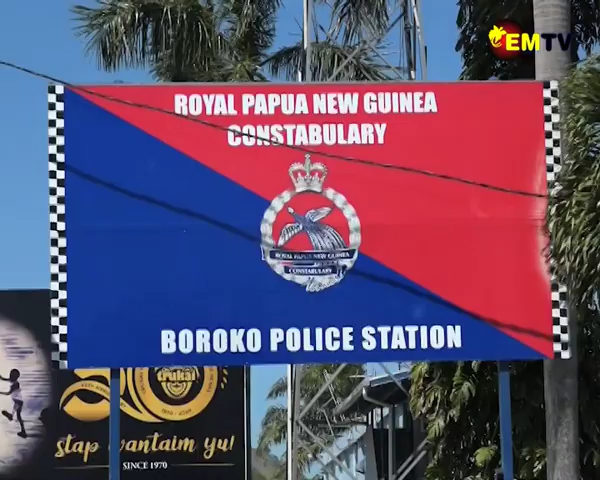 EMTV
ROYAL PAPUA NEW GUINEA
CONSTABULARY
ROYAL PAPUA NEW GUINEA
CONSTABULARY
BOROKO POLICE STATION
Trukai
stap wantaim yu!
SINCE 1970